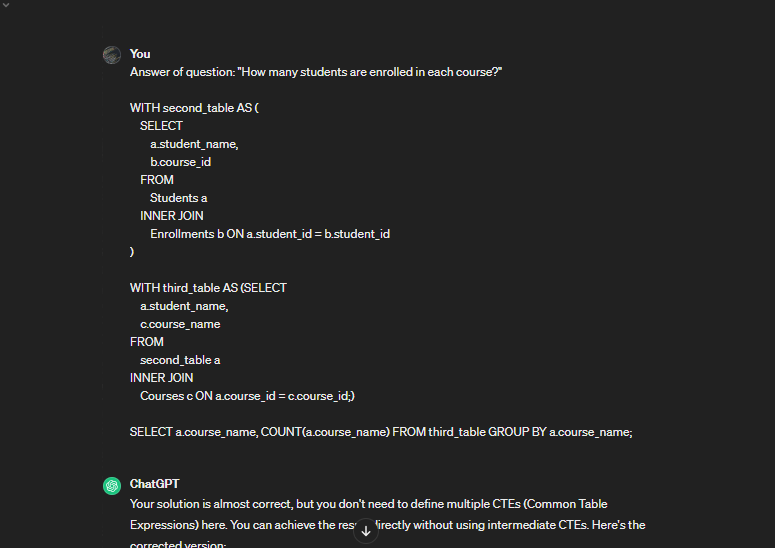 You
Answer of question: "How many students are enrolled in each course?"
WITH second_table AS (
SELECT
a.student_name,
b.course_id
FROM
Students a
INNER JOIN
Enrollments b ON a.student_id = b.student_id
)
WITH third_table AS (SELECT
a.student_name,
c.course_name
FROM
second_table a
INNER JOIN
Courses c ON a.course_id = c.course_id;)
SELECT a.course_name, COUNT(a.course_name) FROM third_table GROUP BY a.course_name;
ChatGPT
Your solution is almost correct, but you don't need to define multiple CTEs (Common Table
Expressions) here. You can achieve the directly without using intermediate CTEs. Here's the
corrected version: